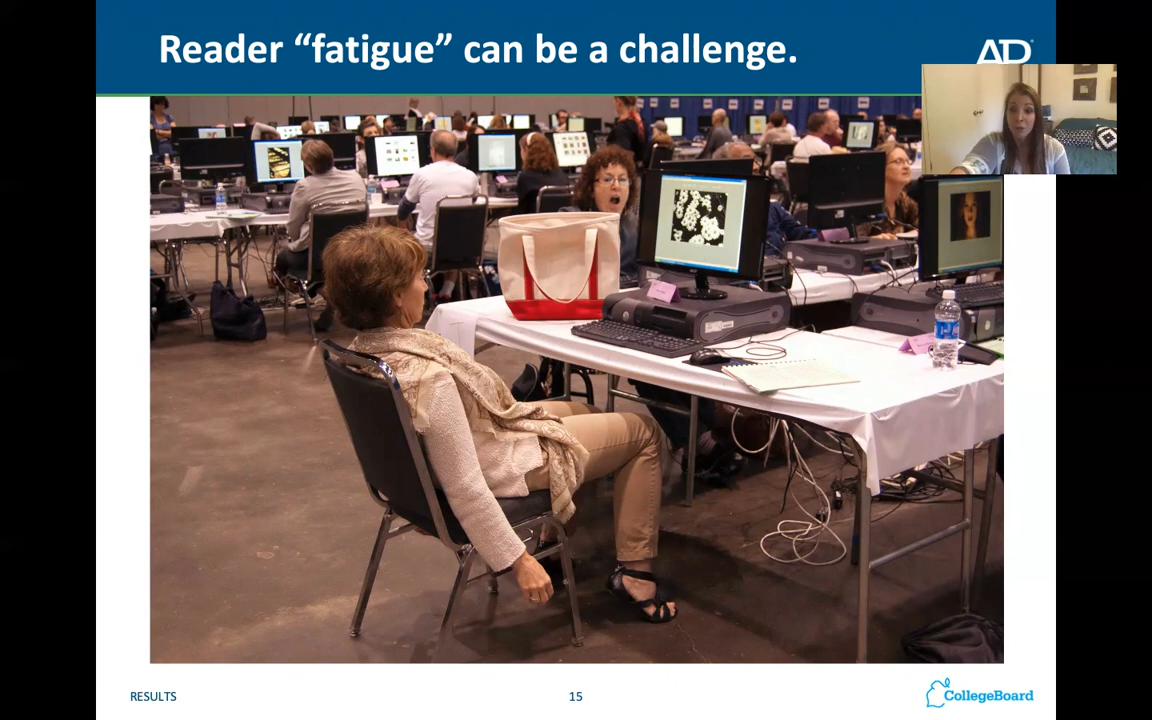 Reader “fatigue” can be a challenge.
AP
RESULTS
15
CollegeBoard